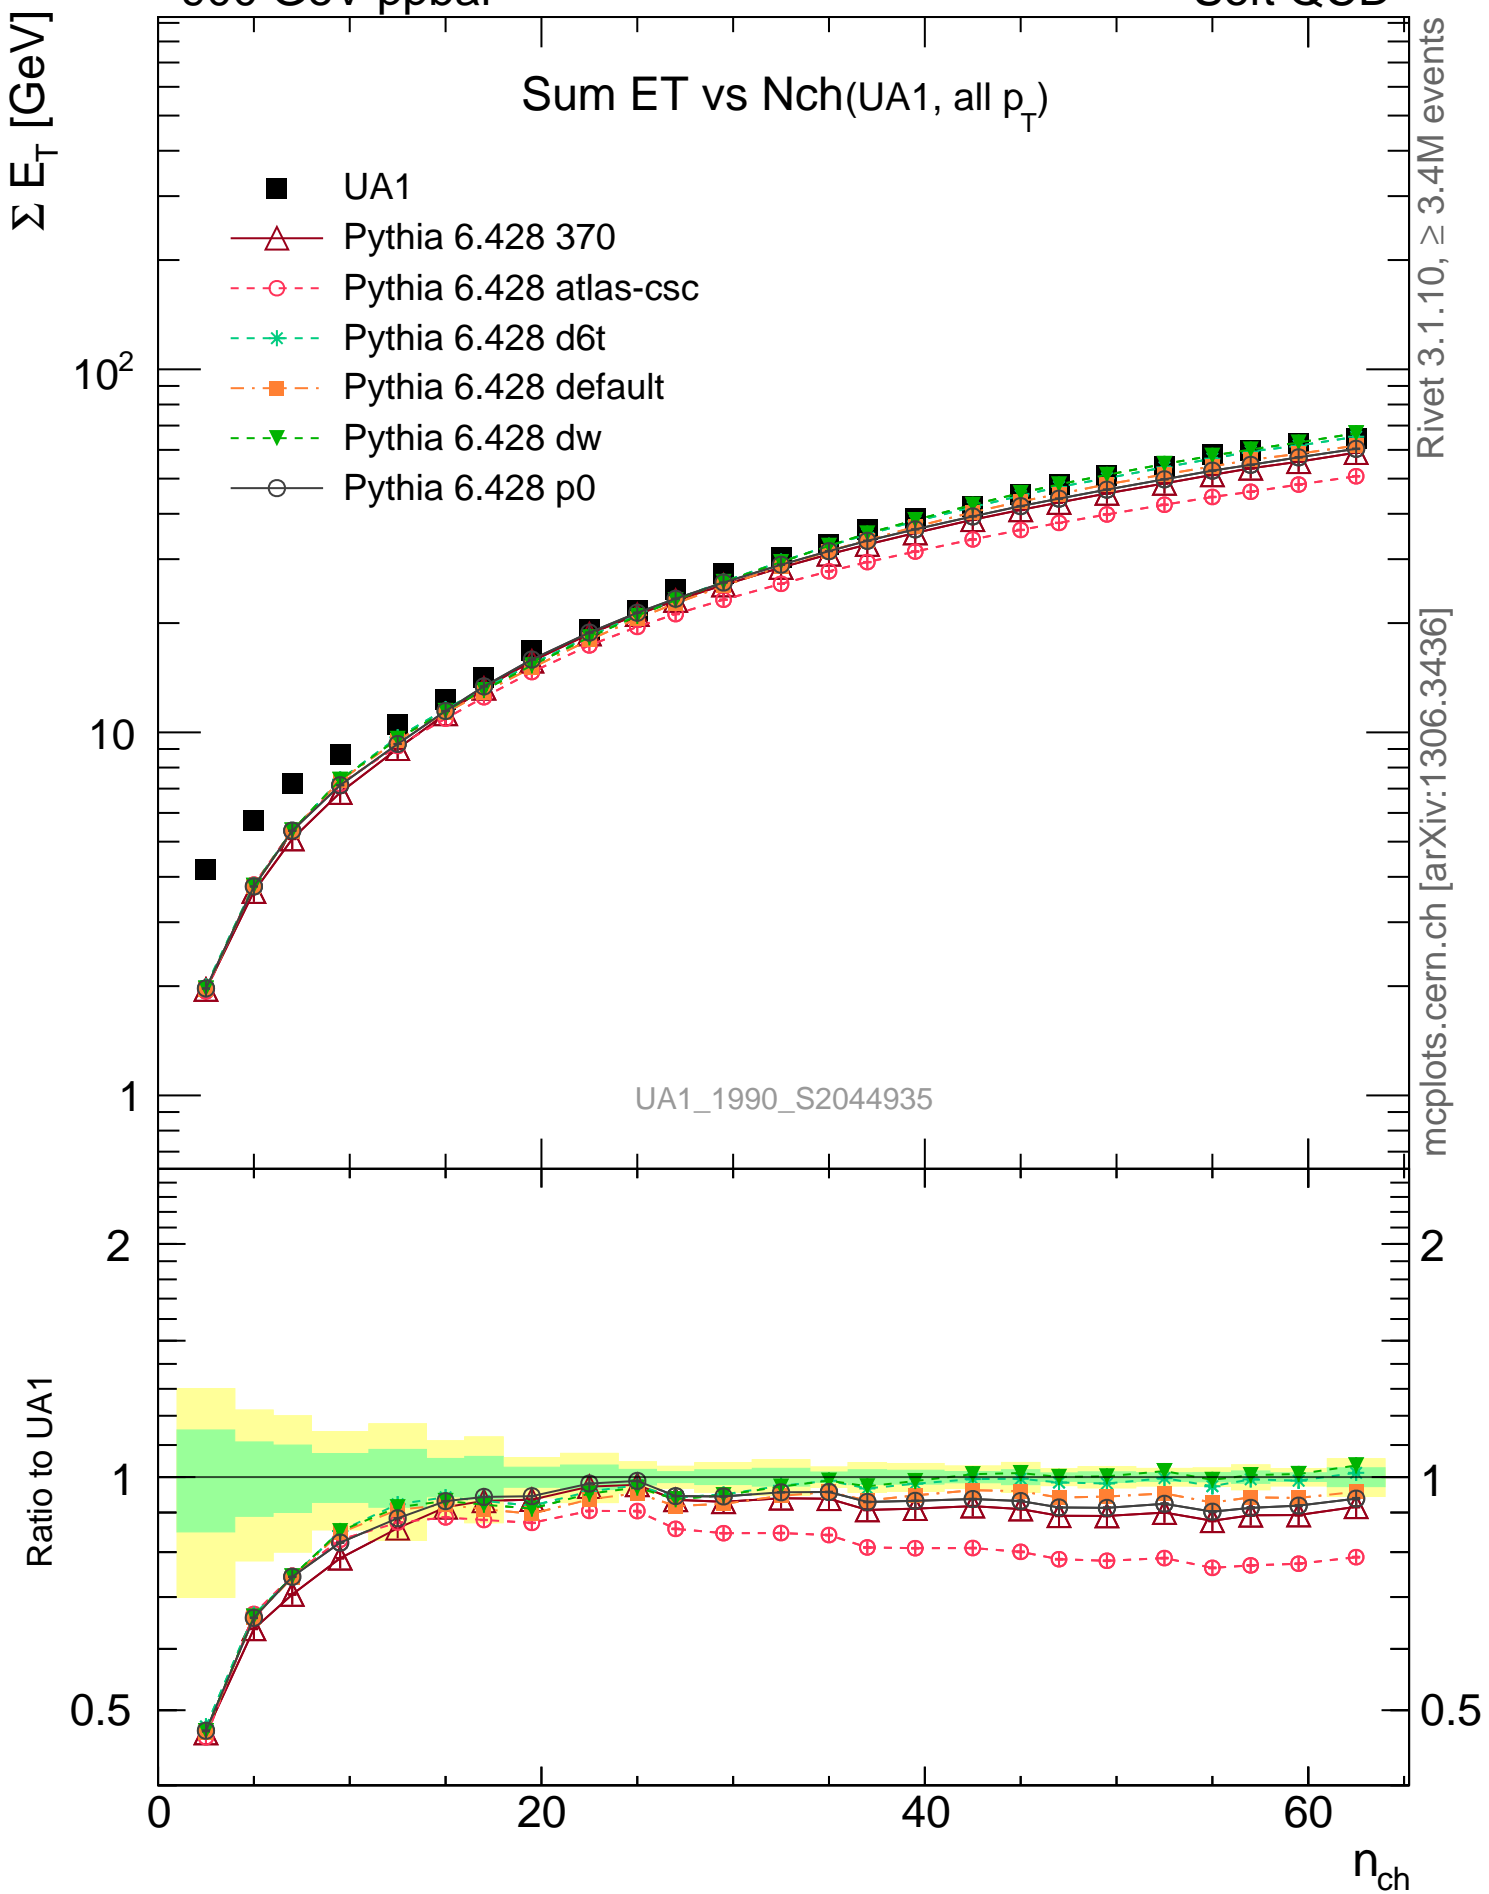 Σ E_T [GeV]
Sum ET vs Nch(UA1, all p_T)
UA1
Pythia 6.428 370
Pythia 6.428 atlas-csc
Pythia 6.428 d6t
Pythia 6.428 default
Pythia 6.428 dw
Pythia 6.428 p0
10²
10
1
UA1_1990_S2044935
Rivet 3.1.10, ≥ 3.4M events
mcplots.cern.ch [arXiv:1306.3436]
Ratio to UA1
2
1
0.5
2
1
0.5
0 20 40 60
n_ch